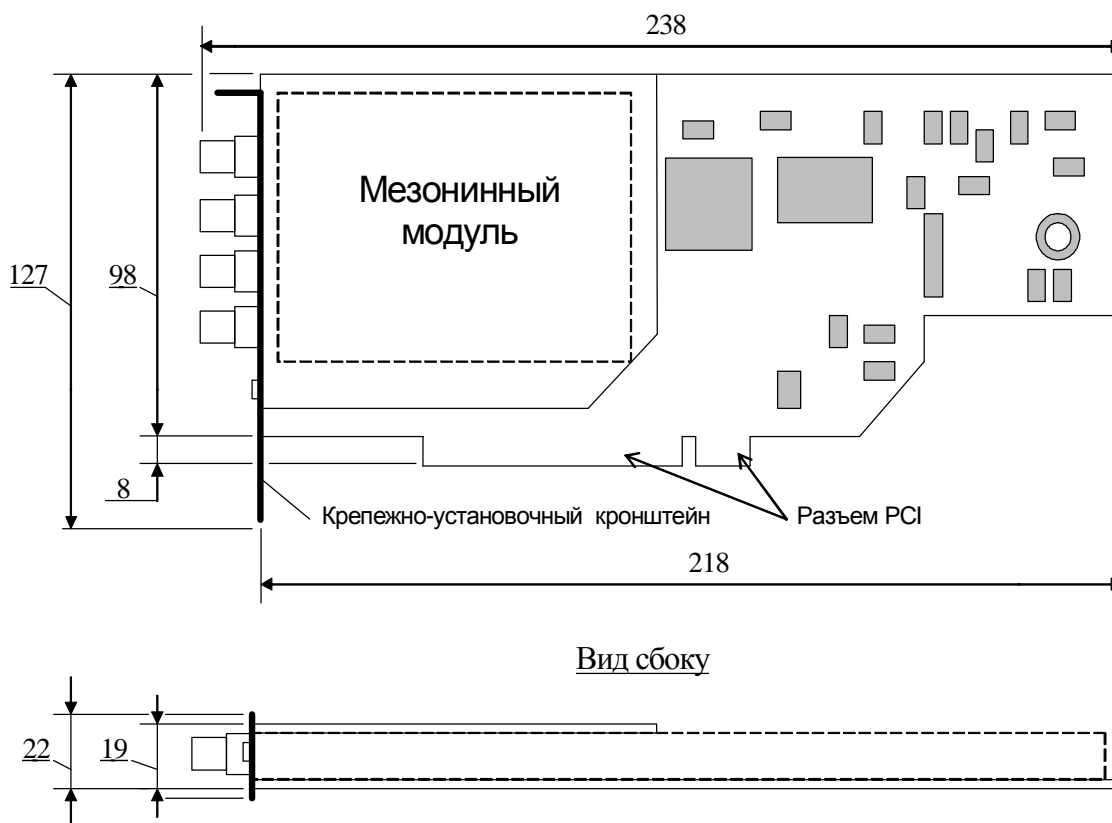 238
Мезонинный
модуль
127
98
8
Крепежно-установочный кронштейн
Разъем PCI
218
Вид сбоку
22
19